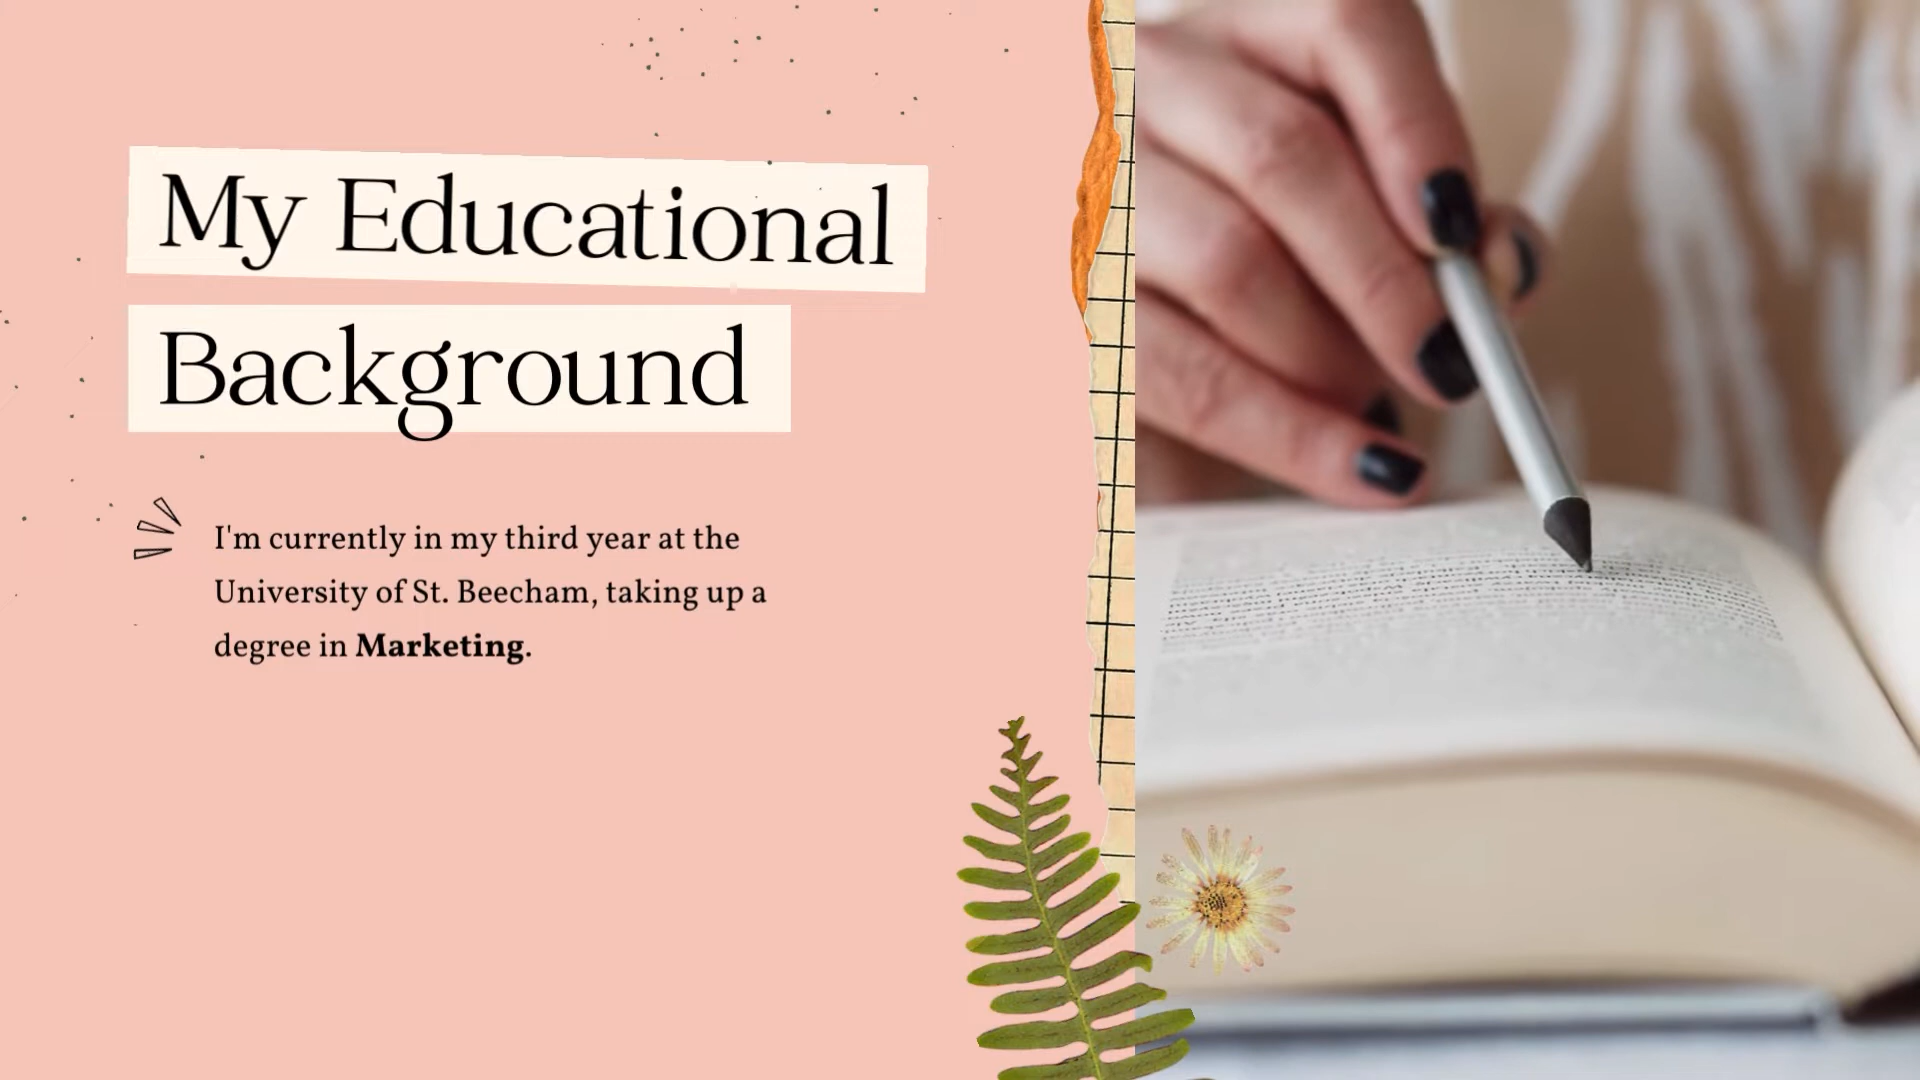 My Educational
Background
I'm currently in my third year at the
University of St. Beecham, taking up a
degree in Marketing.